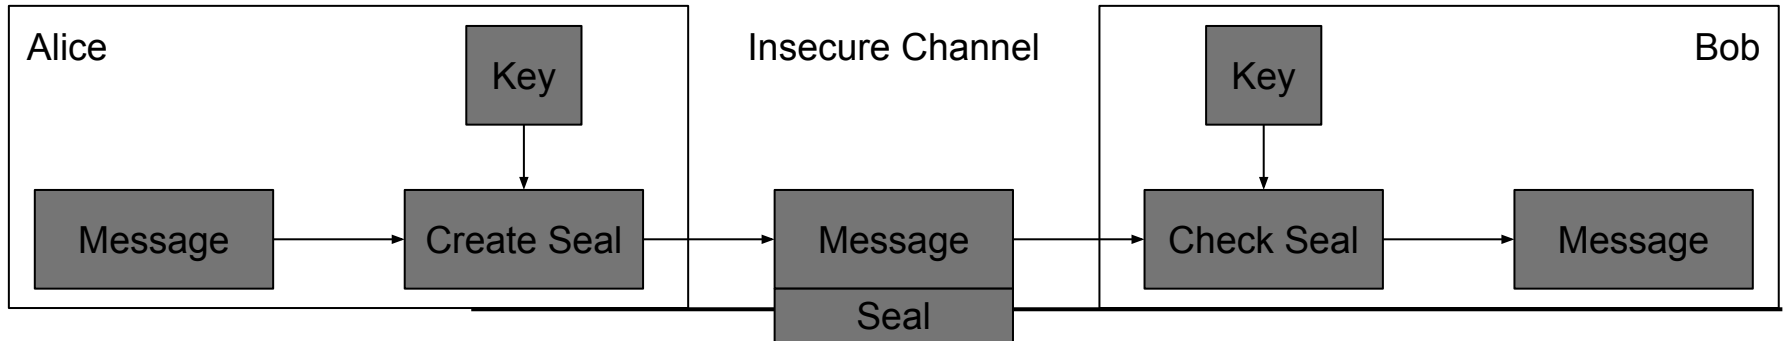 Alice
Insecure Channel
Bob
Key
Key
Message
Create Seal
Message
Check Seal
Message
Seal